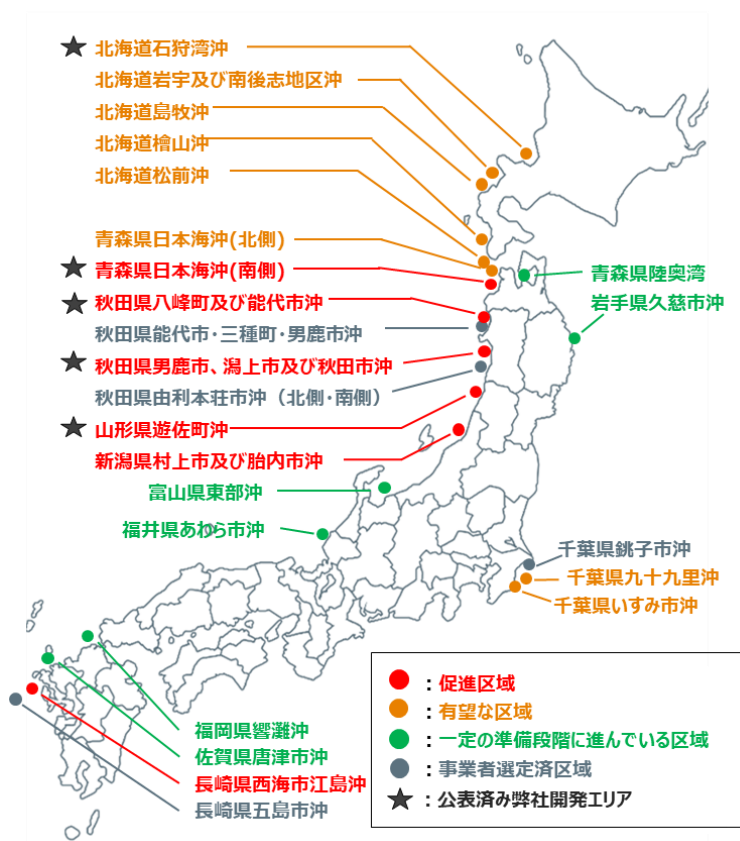 ★ 北海道石狩湾沖
北海道岩宇及び南後志地区沖
北海道島牧沖
北海道檜山沖
北海道松前沖
青森県日本海沖(北側)
★ 青森県日本海沖(南側)
★ 秋田県八峰町及び能代市沖
秋田県能代市・三種町・男鹿市沖
★ 秋田県男鹿市、潟上市及び秋田市沖
秋田県由利本荘市沖（北側・南側）
★ 山形県遊佐町沖
新潟県村上市及び胎内市沖
富山県東部沖
福井県あわら市沖
青森県陸奥湾
岩手県久慈市沖
千葉県銚子市沖
千葉県九十九里沖
千葉県いすみ市沖
福岡県響灘沖
佐賀県唐津市沖
長崎県西海市江島沖
長崎県五島市沖
：促進区域
：有望な区域
：一定の準備段階に進んでいる区域
：事業者選定済区域
★：公表済み弊社開発エリア